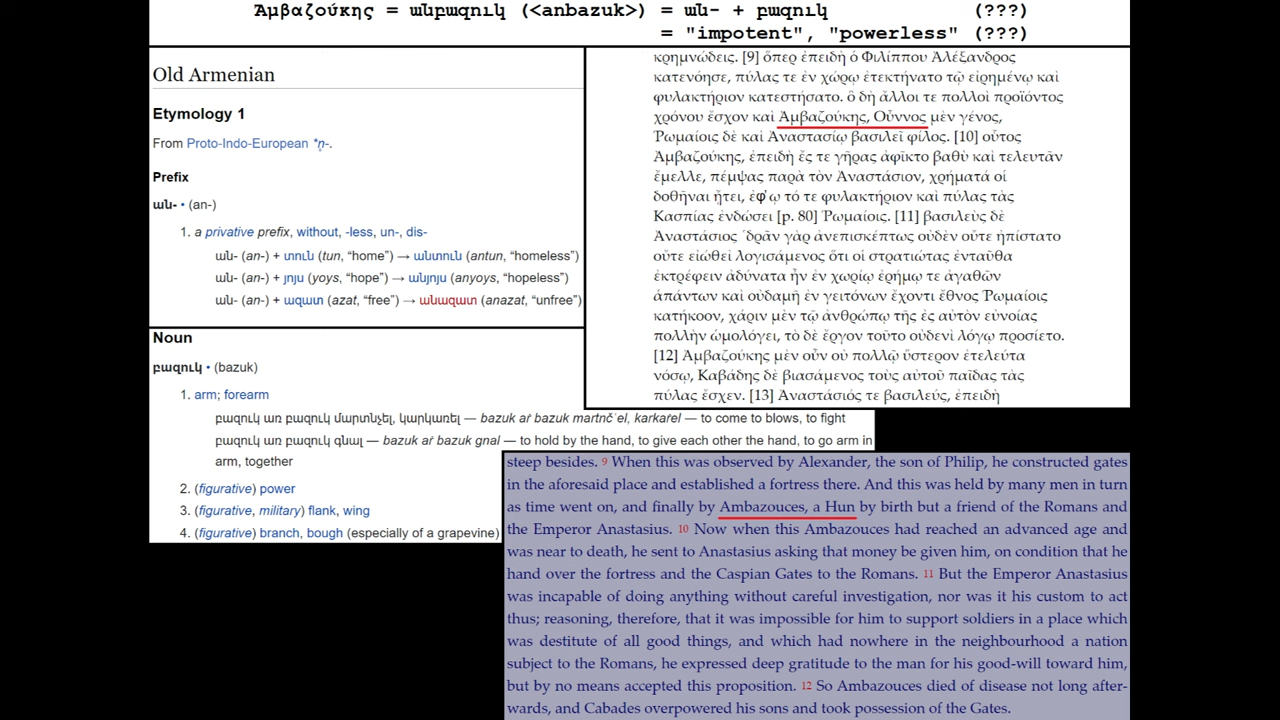 Ἀμβαζούκης = անբազուկ (<anbazuk>) = ան- + բազուկ (???)
= "impotent", "powerless" (???)
Old Armenian
Etymology 1
From Proto-Indo-European *n̥-.
Prefix
ան- • (an-)
1. a privative prefix, without, -less, un-, dis-
ան- (an-) + տուն (tun, “home”) → անտուն (antun, “homeless”)
ան- (an-) + յոյս (yoys, “hope”) → անյոյս (anyoys, “hopeless”)
ան- (an-) + ազատ (azat, “free”) → անազատ (anazat, “unfree”)
Noun
բազուկ • (bazuk)
1. arm; forearm
բազուկ առ բազուկ մարտնչել, կարկառել — bazuk aṙ bazuk martnčʿel, karkaṙel — to come to blows, to fight
բազուկ առ բազուկ գնալ — bazuk aṙ bazuk gnal — to hold by the hand, to give each other the hand, to go arm in
arm, together
2. (figurative) power
3. (figurative, military) flank, wing
4. (figurative) branch, bough (especially of a grapevine)
κρημνώδεις. [9] ὅπερ ἐπειδὴ ὁ Φιλίππου Ἀλέξανδρος
κατενόησε, πύλας τε ἐν χώρῳ ἐτεκτήνατο τῷ εἰρημένῳ καὶ
φυλακτήριον κατεστήσατο. ὃ δὴ ἄλλοι τε πολλοὶ προϊόντος
χρόνου ἔσχον καὶ Ἀμβαζούκης, Οὖννος μὲν γένος,
Ῥωμαίοις δὲ καὶ Ἀναστασίῳ βασιλεῖ φίλος. [10] οὗτος
Ἀμβαζούκης, ἐπειδὴ ἔς τε γῆρας ἀφῖκτο βαθὺ καὶ τελευτᾶν
ἔμελλε, πέμψας παρὰ τὸν Ἀναστάσιον, χρήματά οἱ
δοθῆναι ᾔτει, ἐφ̓ ᾧ τό τε φυλακτήριον καὶ πύλας τὰς
Κασπίας ἐνδώσει [p. 80] Ῥωμαίοις. [11] βασιλεὺς δὲ
Ἀναστάσιος ʽδρᾶν γὰρ ἀνεπισκέπτως οὐδὲν οὔτε ἠπίστατο
οὔτε εἰώθεἰ λογισάμενος ὅτι οἱ στρατιώτας ἐνταῦθα
ἐκτρέφειν ἀδύνατα ἦν ἐν χωρίῳ ἐρήμῳ τε ἀγαθῶν
ἁπάντων καὶ οὐδαμῆ ἐν γειτόνων ἔχοντι ἔθνος Ῥωμαίοις
κατήκοον, χάριν μὲν τῷ ἀνθρώπῳ τῆς ἐς αὐτὸν εὐνοίας
πολλὴν ὡμολόγει, τὸ δὲ ἔργον τοῦτο οὐδενὶ λόγῳ προσίετο.
[12] Ἀμβαζούκης μὲν οὖν οὐ πολλῷ ὕστερον ἐτελεύτα
νόσῳ, Καβάδης δὲ βιασάμενος τοὺς αὐτοῦ παῖδας τὰς
πύλας ἔσχεν. [13] Ἀναστάσιός τε βασιλεύς, ἐπειδὴ
steep besides. 9 When this was observed by Alexander, the son of Philip, he constructed gates
in the aforesaid place and established a fortress there. And this was held by many men in turn
as time went on, and finally by Ambazouces, a Hun by birth but a friend of the Romans and
the Emperor Anastasius. 10 Now when this Ambazouces had reached an advanced age and
was near to death, he sent to Anastasius asking that money be given him, on condition that he
hand over the fortress and the Caspian Gates to the Romans. 11 But the Emperor Anastasius
was incapable of doing anything without careful investigation, nor was it his custom to act
thus; reasoning, therefore, that it was impossible for him to support soldiers in a place which
was destitute of all good things, and which had nowhere in the neighbourhood a nation
subject to the Romans, he expressed deep gratitude to the man for his good-will toward him,
but by no means accepted this proposition. 12 So Ambazouces died of disease not long after-
wards, and Cabades overpowered his sons and took possession of the Gates.